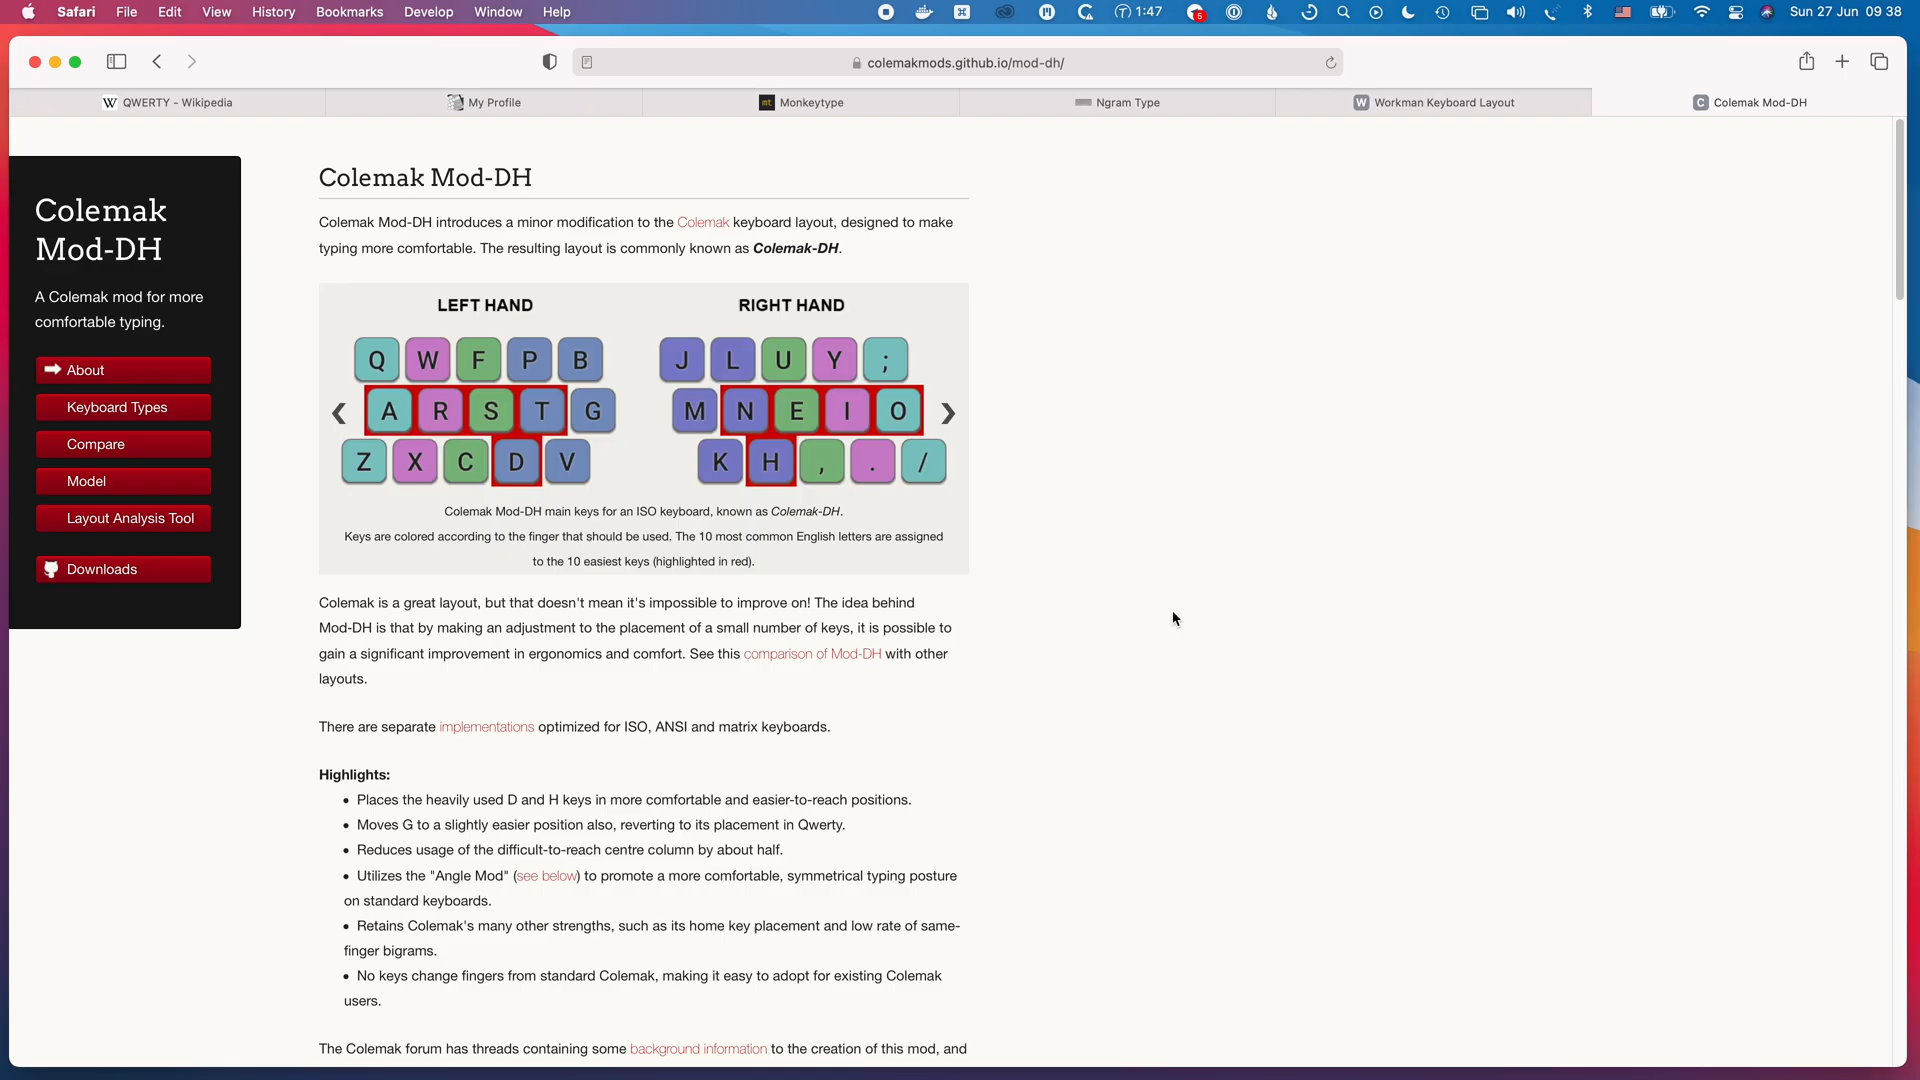 Safari File Edit View History Bookmarks Develop Window Help 1:47 5 Sun 27 Jun 09 38
colemakmods.github.io/mod-dh/
W QWERTY - Wikipedia My Profile mt Monkeytype Ngram Type W Workman Keyboard Layout C Colemak Mod-DH
Colemak
Mod-DH
A Colemak mod for more
comfortable typing.
About
Keyboard Types
Compare
Model
Layout Analysis Tool
Downloads
Colemak Mod-DH
Colemak Mod-DH introduces a minor modification to the Colemak keyboard layout, designed to make
typing more comfortable. The resulting layout is commonly known as Colemak-DH.
LEFT HAND RIGHT HAND
Q W F P B J L U Y ;
A R S T G M N E I O
Z X C D V K H , . /
Colemak Mod-DH main keys for an ISO keyboard, known as Colemak-DH.
Keys are colored according to the finger that should be used. The 10 most common English letters are assigned
to the 10 easiest keys (highlighted in red).
Colemak is a great layout, but that doesn't mean it's impossible to improve on! The idea behind
Mod-DH is that by making an adjustment to the placement of a small number of keys, it is possible to
gain a significant improvement in ergonomics and comfort. See this comparison of Mod-DH with other
layouts.
There are separate implementations optimized for ISO, ANSI and matrix keyboards.
Highlights:
• Places the heavily used D and H keys in more comfortable and easier-to-reach positions.
• Moves G to a slightly easier position also, reverting to its placement in Qwerty.
• Reduces usage of the difficult-to-reach centre column by about half.
• Utilizes the "Angle Mod" (see below) to promote a more comfortable, symmetrical typing posture
on standard keyboards.
• Retains Colemak's many other strengths, such as its home key placement and low rate of same-
finger bigrams.
• No keys change fingers from standard Colemak, making it easy to adopt for existing Colemak
users.
The Colemak forum has threads containing some background information to the creation of this mod, and